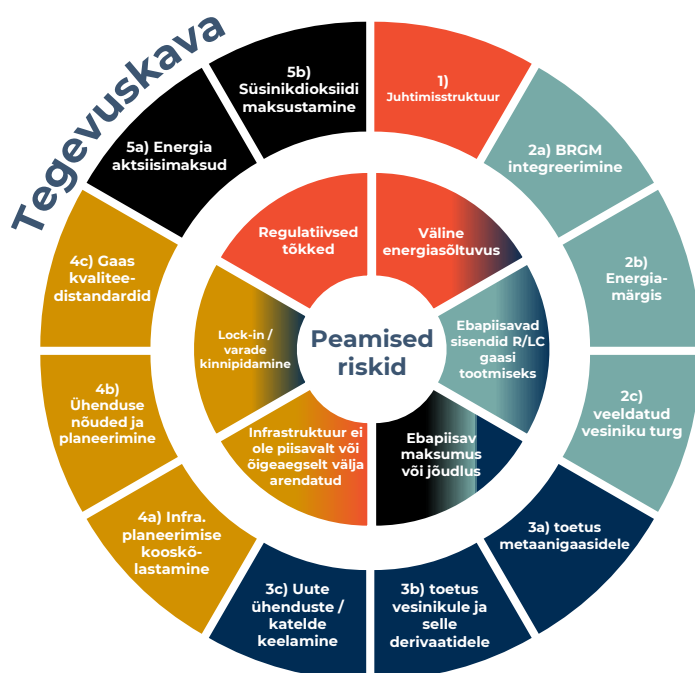 Tegevuskava
1)
Juhtimisstruktuur
2a) BRGM
integreerimine
2b)
Energia-
märgis
2c)
veeldatud
vesiniku turg
3a) toetus
metaanigaasidele
3b) toetus
vesinikule ja
selle
derivaatidele
3c) Uute
ühenduste /
katelde
keelamine
4a) Infra.
planeerimise
kooskõ-
lastamine
4b)
Ühenduse
nõuded ja
planeerimine
4c) Gaas
kvalitee-
distandardid
5a) Energia
aktsiisimaksud
5b)
Süsinikdioksiidi
maksustamine
Peamised
riskid
Regulatiivsed
tõkked
Väline
energiasõltuvus
Ebapiisavad
sisendid R/LC
gaasi
tootmiseks
Ebapiisav
maksumus
või jõudlus
Infrastruktuur ei
ole piisavalt või
õigeaegselt välja
arendatud
Lock-in /
varade
kinnipidamine